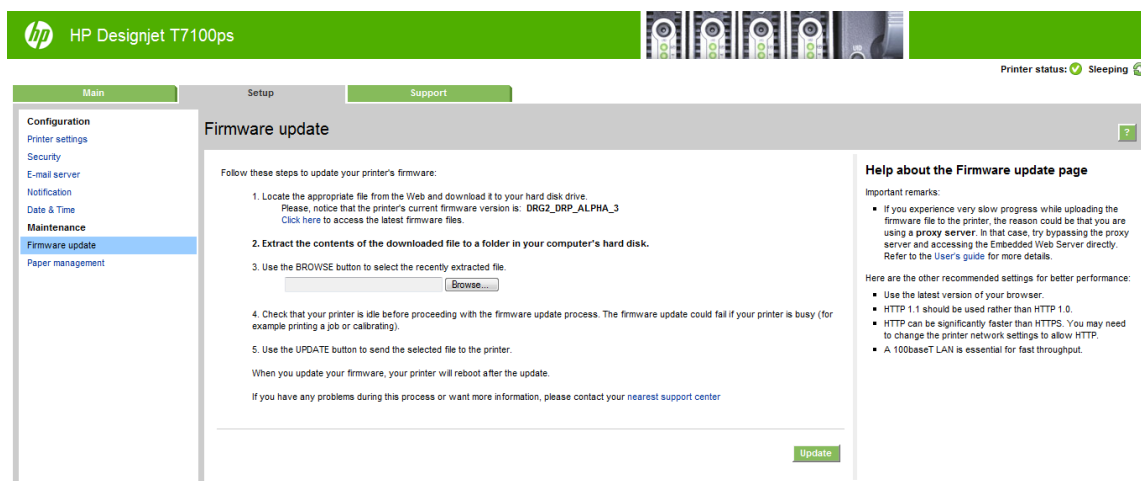 hp HP Designjet T7100ps
Printer status: Sleeping
Main Setup Support
Configuration
Printer settings
Security
E-mail server
Notification
Date & Time
Maintenance
Firmware update
Paper management
Firmware update
?
Follow these steps to update your printer's firmware:
1. Locate the appropriate file from the Web and download it to your hard disk drive.
Please, notice that the printer's current firmware version is: DRG2_DRP_ALPHA_3
Click here to access the latest firmware files.
2. Extract the contents of the downloaded file to a folder in your computer's hard disk.
3. Use the BROWSE button to select the recently extracted file.
Browse...
4. Check that your printer is idle before proceeding with the firmware update process. The firmware update could fail if your printer is busy (for
example printing a job or calibrating).
5. Use the UPDATE button to send the selected file to the printer.
When you update your firmware, your printer will reboot after the update.
If you have any problems during this process or want more information, please contact your nearest support center
Update
Help about the Firmware update page
Important remarks:
If you experience very slow progress while uploading the
firmware file to the printer, the reason could be that you are
using a proxy server. In that case, try bypassing the proxy
server and accessing the Embedded Web Server directly.
Refer to the User's guide for more details.
Here are the other recommended settings for better performance:
Use the latest version of your browser.
HTTP 1.1 should be used rather than HTTP 1.0.
HTTP can be significantly faster than HTTPS. You may need
to change the printer network settings to allow HTTP.
A 100baseT LAN is essential for fast throughput.